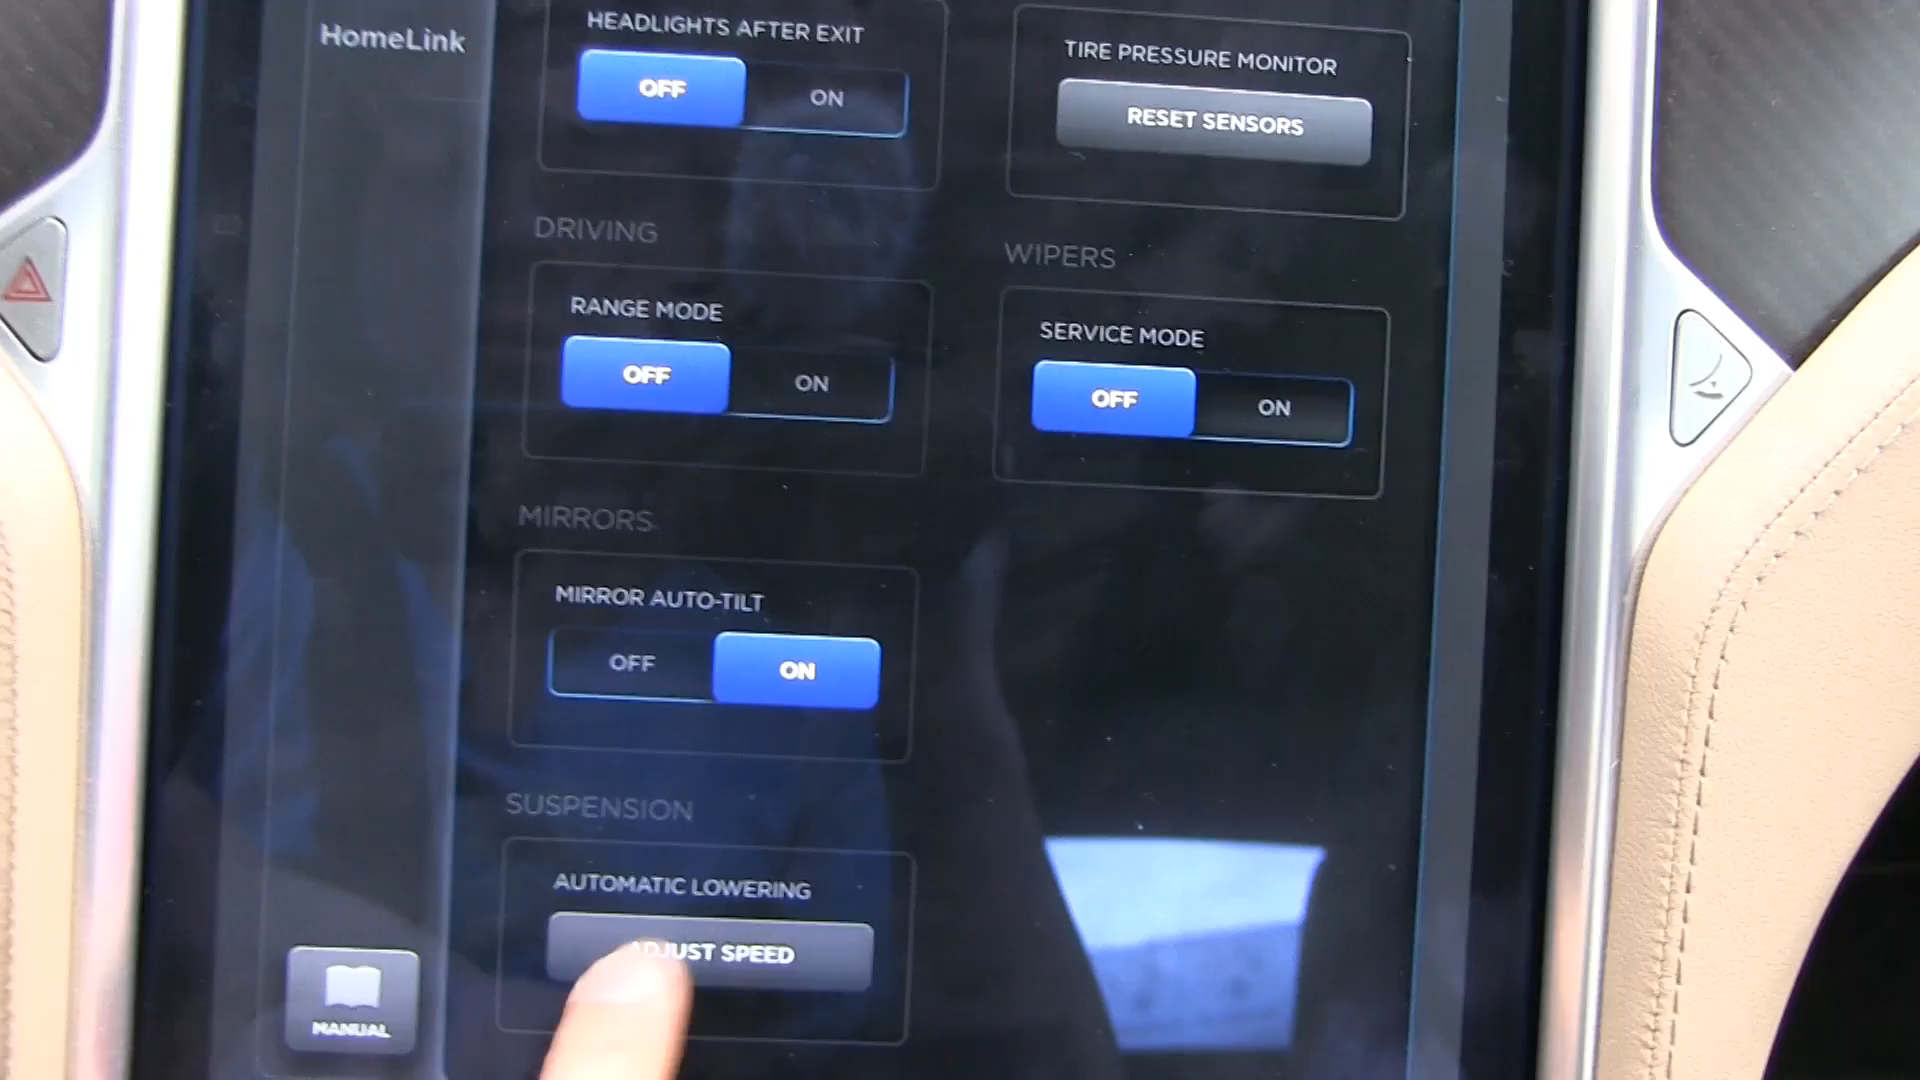 HomeLink
HEADLIGHTS AFTER EXIT
OFF ON
TIRE PRESSURE MONITOR
RESET SENSORS
DRIVING
RANGE MODE
OFF ON
WIPERS
SERVICE MODE
OFF ON
MIRRORS
MIRROR AUTO-TILT
OFF ON
SUSPENSION
AUTOMATIC LOWERING
ADJUST SPEED
MANUAL